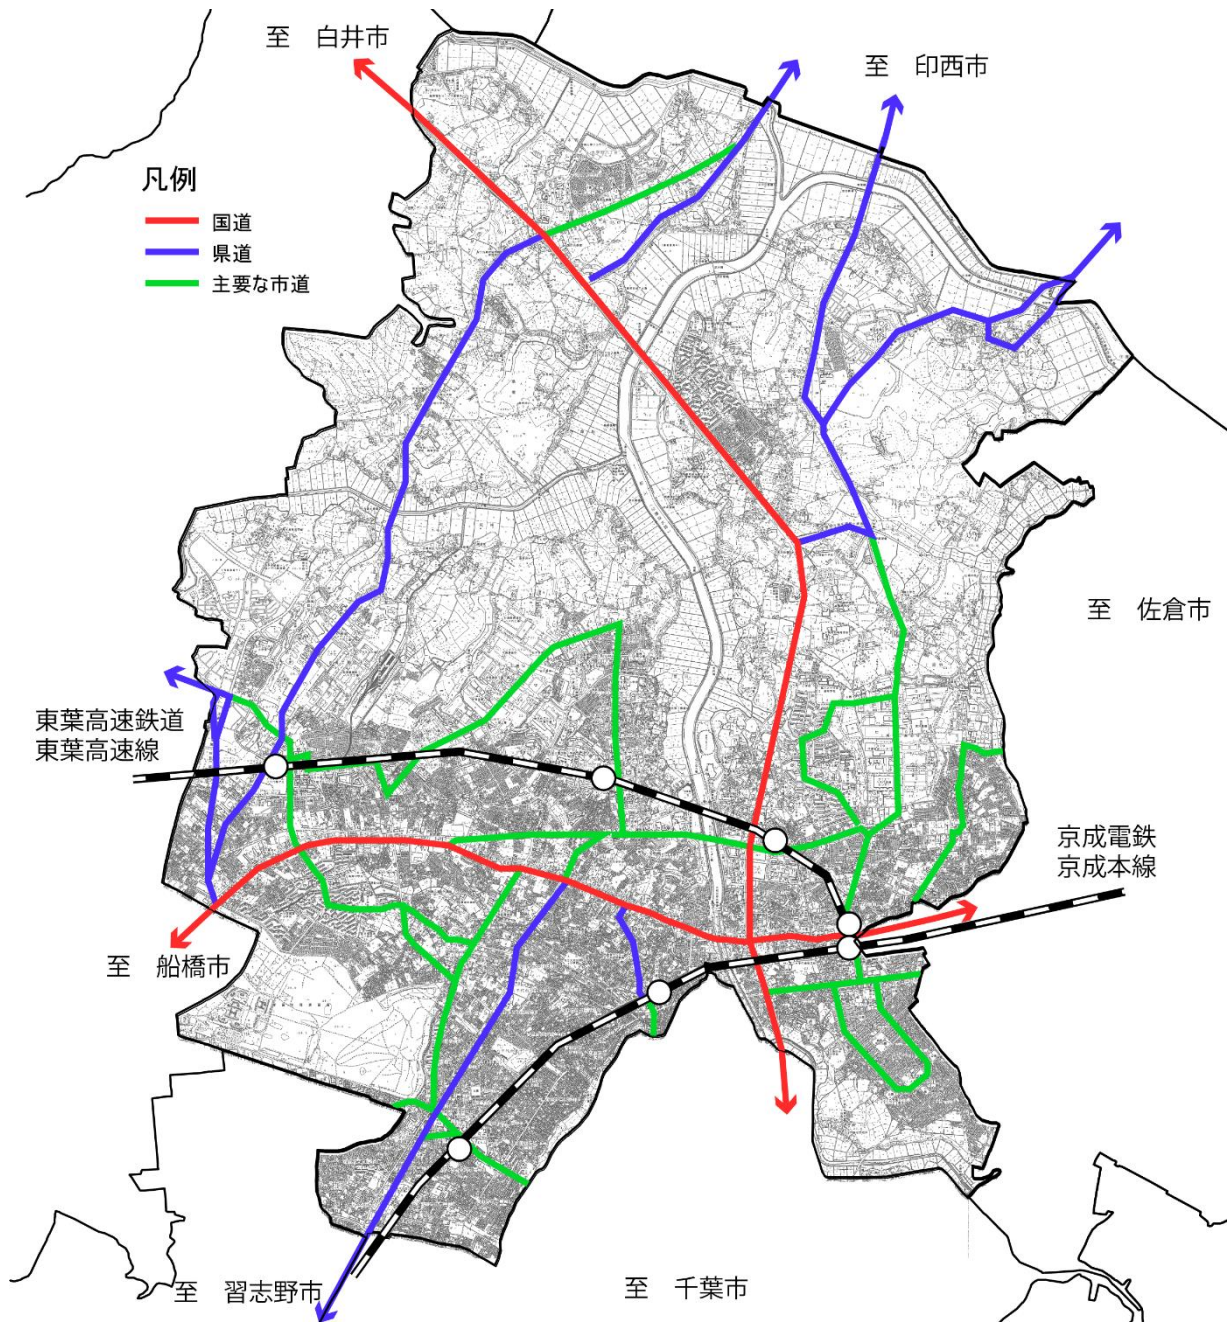 至　白井市
至　印西市
凡例
国道
県道
主要な市道
至　佐倉市
東葉高速鉄道
東葉高速線
京成電鉄
京成本線
至　船橋市
至　習志野市
至　千葉市